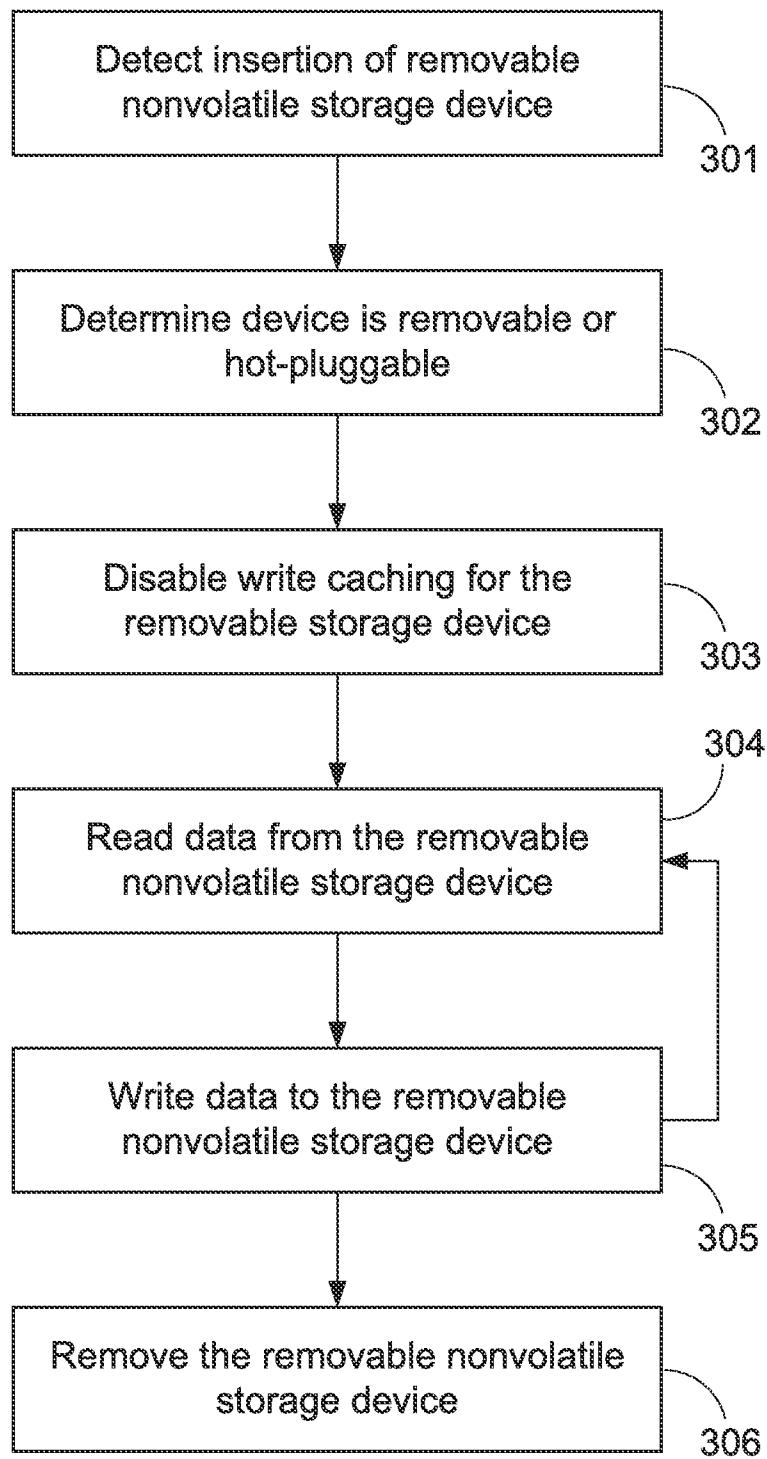 Detect insertion of removable
nonvolatile storage device
301
Determine device is removable or
hot-pluggable
302
Disable write caching for the
removable storage device
303
304
Read data from the removable
nonvolatile storage device
Write data to the removable
nonvolatile storage device
305
Remove the removable nonvolatile
storage device
306